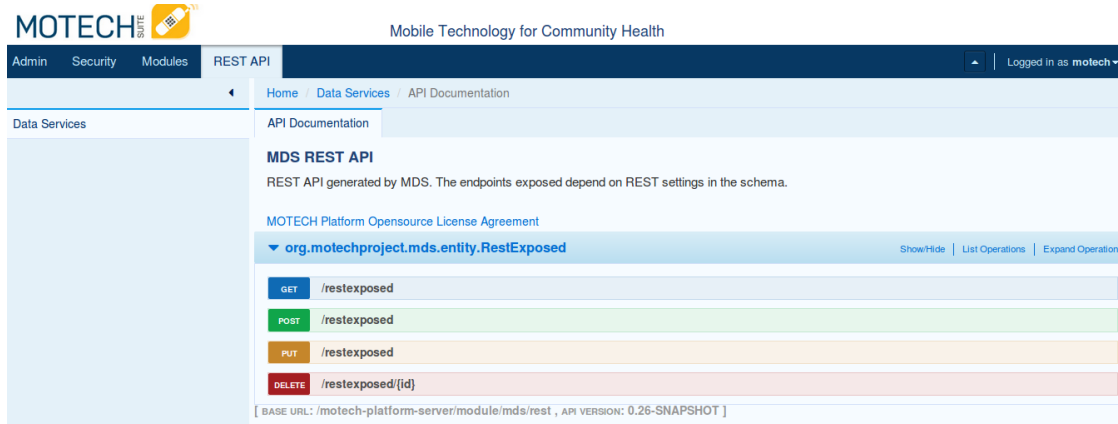 MOTECH SUITE
Mobile Technology for Community Health
Admin Security Modules REST API Logged in as motech
Home / Data Services / API Documentation
Data Services
API Documentation
MDS REST API
REST API generated by MDS. The endpoints exposed depend on REST settings in the schema.
MOTECH Platform Opensource License Agreement
org.motechproject.mds.entity.RestExposed Show/Hide List Operations Expand Operation
GET /restexposed
POST /restexposed
PUT /restexposed
DELETE /restexposed/{id}
[ BASE URL: /motech-platform-server/module/mds/rest , API VERSION: 0.26-SNAPSHOT ]